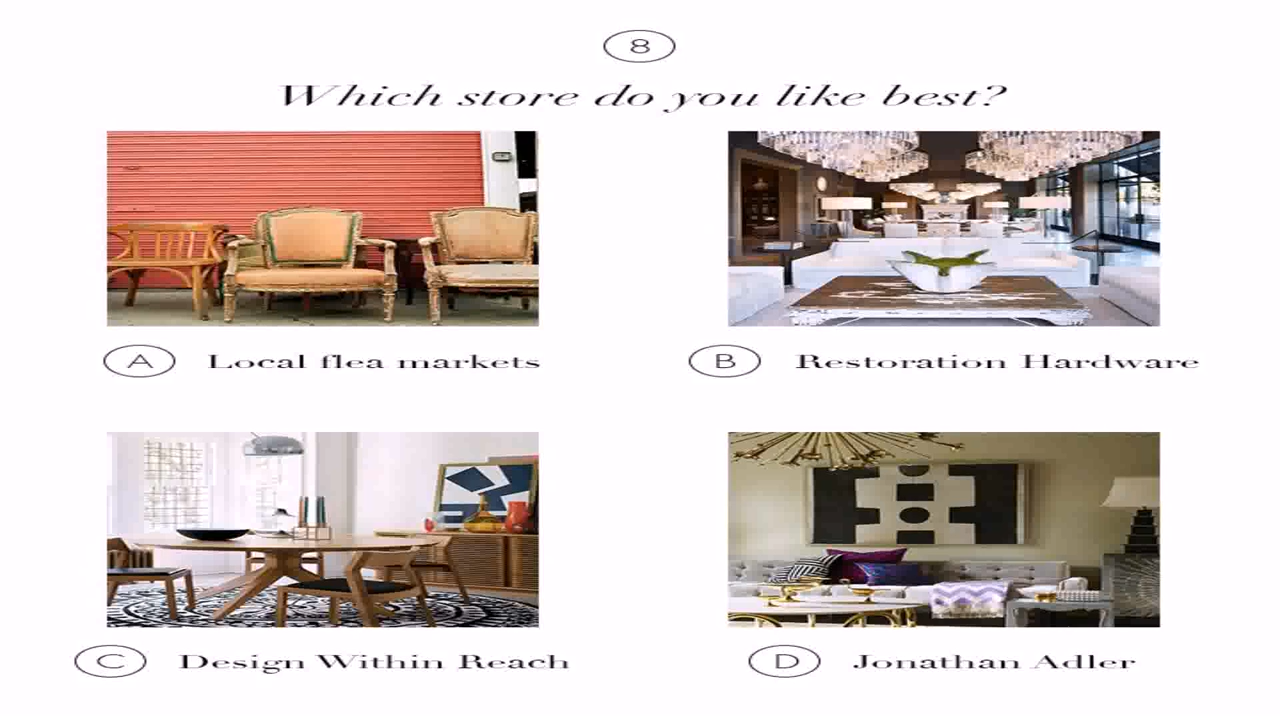 8
Which store do you like best?
A Local flea markets
B Restoration Hardware
C Design Within Reach
D Jonathan Adler